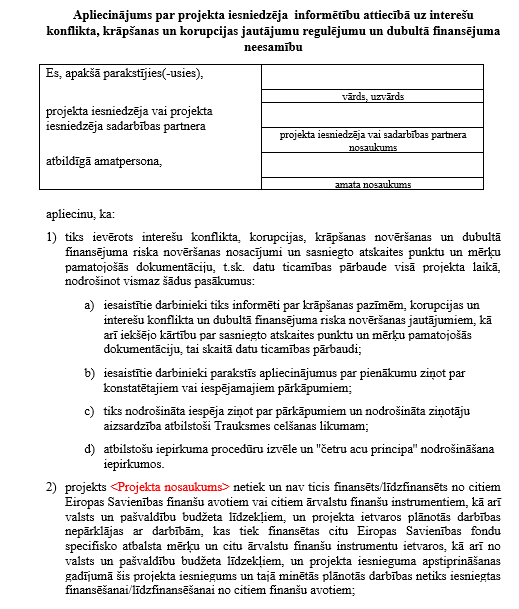 Apliecinājums par projekta iesniedzēja informētību attiecībā uz interešu
konflikta, krāpšanas un korupcijas jautājumu regulējumu un dubultā finansējuma
neesamību
Es, apakšā parakstījies(-usies),
vārds, uzvārds
projekta iesniedzēja vai projekta
iesniedzēja sadarbības partnera
projekta iesniedzēja vai sadarbības partnera
nosaukums
atbildīgā amatpersona,
amata nosaukums
apliecinu, ka:
1) tiks ievērots interešu konflikta, korupcijas, krāpšanas novēršanas un dubultā
finansējuma riska novēršanas nosacījumi un sasniegto atskaites punktu un mērķu
pamatojošās dokumentāciju, t.sk. datu ticamības pārbaude visā projekta laikā,
nodrošinot vismaz šādus pasākumus:
a) iesaistītie darbinieki tiks informēti par krāpšanas pazīmēm, korupcijas un
interešu konflikta un dubultā finansējuma riska novēršanas jautājumiem, kā
arī iekšējo kārtību par sasniegto atskaites punktu un mērķu pamatojošās
dokumentāciju, tai skaitā datu ticamības pārbaudi;
b) iesaistītie darbinieki parakstīs apliecinājumus par pienākumu ziņot par
konstatētajiem vai iespējamajiem pārkāpumiem;
c) tiks nodrošināta iespēja ziņot par pārkāpumiem un nodrošināta ziņotāju
aizsardzība atbilstoši Trauksmes celšanas likumam;
d) atbilstošu iepirkuma procedūru izvēle un "četru acu principa" nodrošināšana
iepirkumos.
2) projekts <Projekta nosaukums> netiek un nav ticis finansēts/līdzfinansēts no citiem
Eiropas Savienības finanšu avotiem vai citiem ārvalstu finanšu instrumentiem, kā arī
valsts un pašvaldību budžeta līdzekļiem, un projekta ietvaros plānotās darbības
nepārklājas ar darbībām, kas tiek finansētas citu Eiropas Savienības fondu
specifisko atbalsta mērķu un citu ārvalstu finanšu instrumentu ietvaros, kā arī no
valsts un pašvaldību budžeta līdzekļiem, un projekta iesnieguma apstiprināšanas
gadījumā šis projekta iesniegums un tajā minētās plānotās darbības netiks iesniegtas
finansēšanai/līdzfinansēšanai no citiem finanšu avotiem;